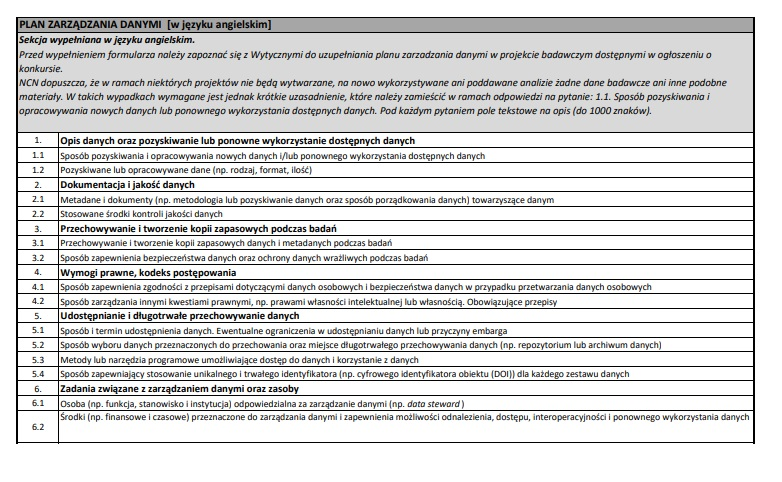 PLAN ZARZĄDZANIA DANYMI [w języku angielskim]
Sekcja wypełniona w języku angielskim.
Przed wypełnieniem formularza należy zapoznać się z Wytycznymi do uzupełniania planu zarzadzania danymi w projekcie badawczym dostępnymi w ogłoszeniu o
konkursie.
NCN dopuszcza, że w ramach niektórych projektów nie będą wytwarzane, na nowo wykorzystywane ani poddawane analizie żadne dane badawcze ani inne podobne
materiały. W takich wypadkach wymagane jest jednak krótkie uzasadnienie, które należy zamieścić w ramach odpowiedzi na pytanie: 1.1. Sposób pozyskiwania i
opracowywania nowych danych lub ponownego wykorzystania dostępnych danych. Pod każdym pytaniem pole tekstowe na opis (do 1000 znaków).
1. Opis danych oraz pozyskiwanie lub ponowne wykorzystanie dostępnych danych
1.1 Sposób pozyskiwania i opracowywania nowych danych i/lub ponownego wykorzystania dostępnych danych
1.2 Pozyskiwane lub opracowywane dane (np. rodzaj, format, ilość)
2. Dokumentacja i jakość danych
2.1 Metadane i dokumenty (np. metodologia lub pozyskiwanie danych oraz sposób porządkowania danych) towarzyszące danym
2.2 Stosowane środki kontroli jakości danych
3. Przechowywanie i tworzenie kopii zapasowych podczas badań
3.1 Przechowywanie i tworzenie kopii zapasowych danych i metadanych podczas badań
3.2 Sposób zapewnienia bezpieczeństwa danych oraz ochrony danych wrażliwych podczas badań
4. Wymogi prawne, kodeks postępowania
4.1 Sposób zapewnienia zgodności z przepisami dotyczącymi danych osobowych i bezpieczeństwa danych w przypadku przetwarzania danych osobowych
4.2 Sposób zarządzania innymi kwestiami prawnymi, np. prawami własności intelektualnej lub własnością. Obowiązujące przepisy
5. Udostępnianie i długotrwałe przechowywanie danych
5.1 Sposób i termin udostępnienia danych. Ewentualne ograniczenia w udostępnianiu danych lub przyczyny embarga
5.2 Sposób wyboru danych przeznaczonych do przechowania oraz miejsce długotrwałego przechowywania danych (np. repozytorium lub archiwum danych)
5.3 Metody lub narzędzia programowe umożliwiające dostęp do danych i korzystanie z danych
5.4 Sposób zapewniający stosowanie unikalnego i trwałego identyfikatora (np. cyfrowego identyfikatora obiektu (DOI)) dla każdego zestawu danych
6. Zadania związane z zarządzaniem danymi oraz zasoby
6.1 Osoba (np. funkcja, stanowisko i instytucja) odpowiedzialna za zarządzanie danymi (np. data steward )
6.2 Środki (np. finansowe i czasowe) przeznaczone do zarządzania danymi i zapewnienia możliwości odnalezienia, dostępu, interoperacyjności i ponownego wykorzystania danych